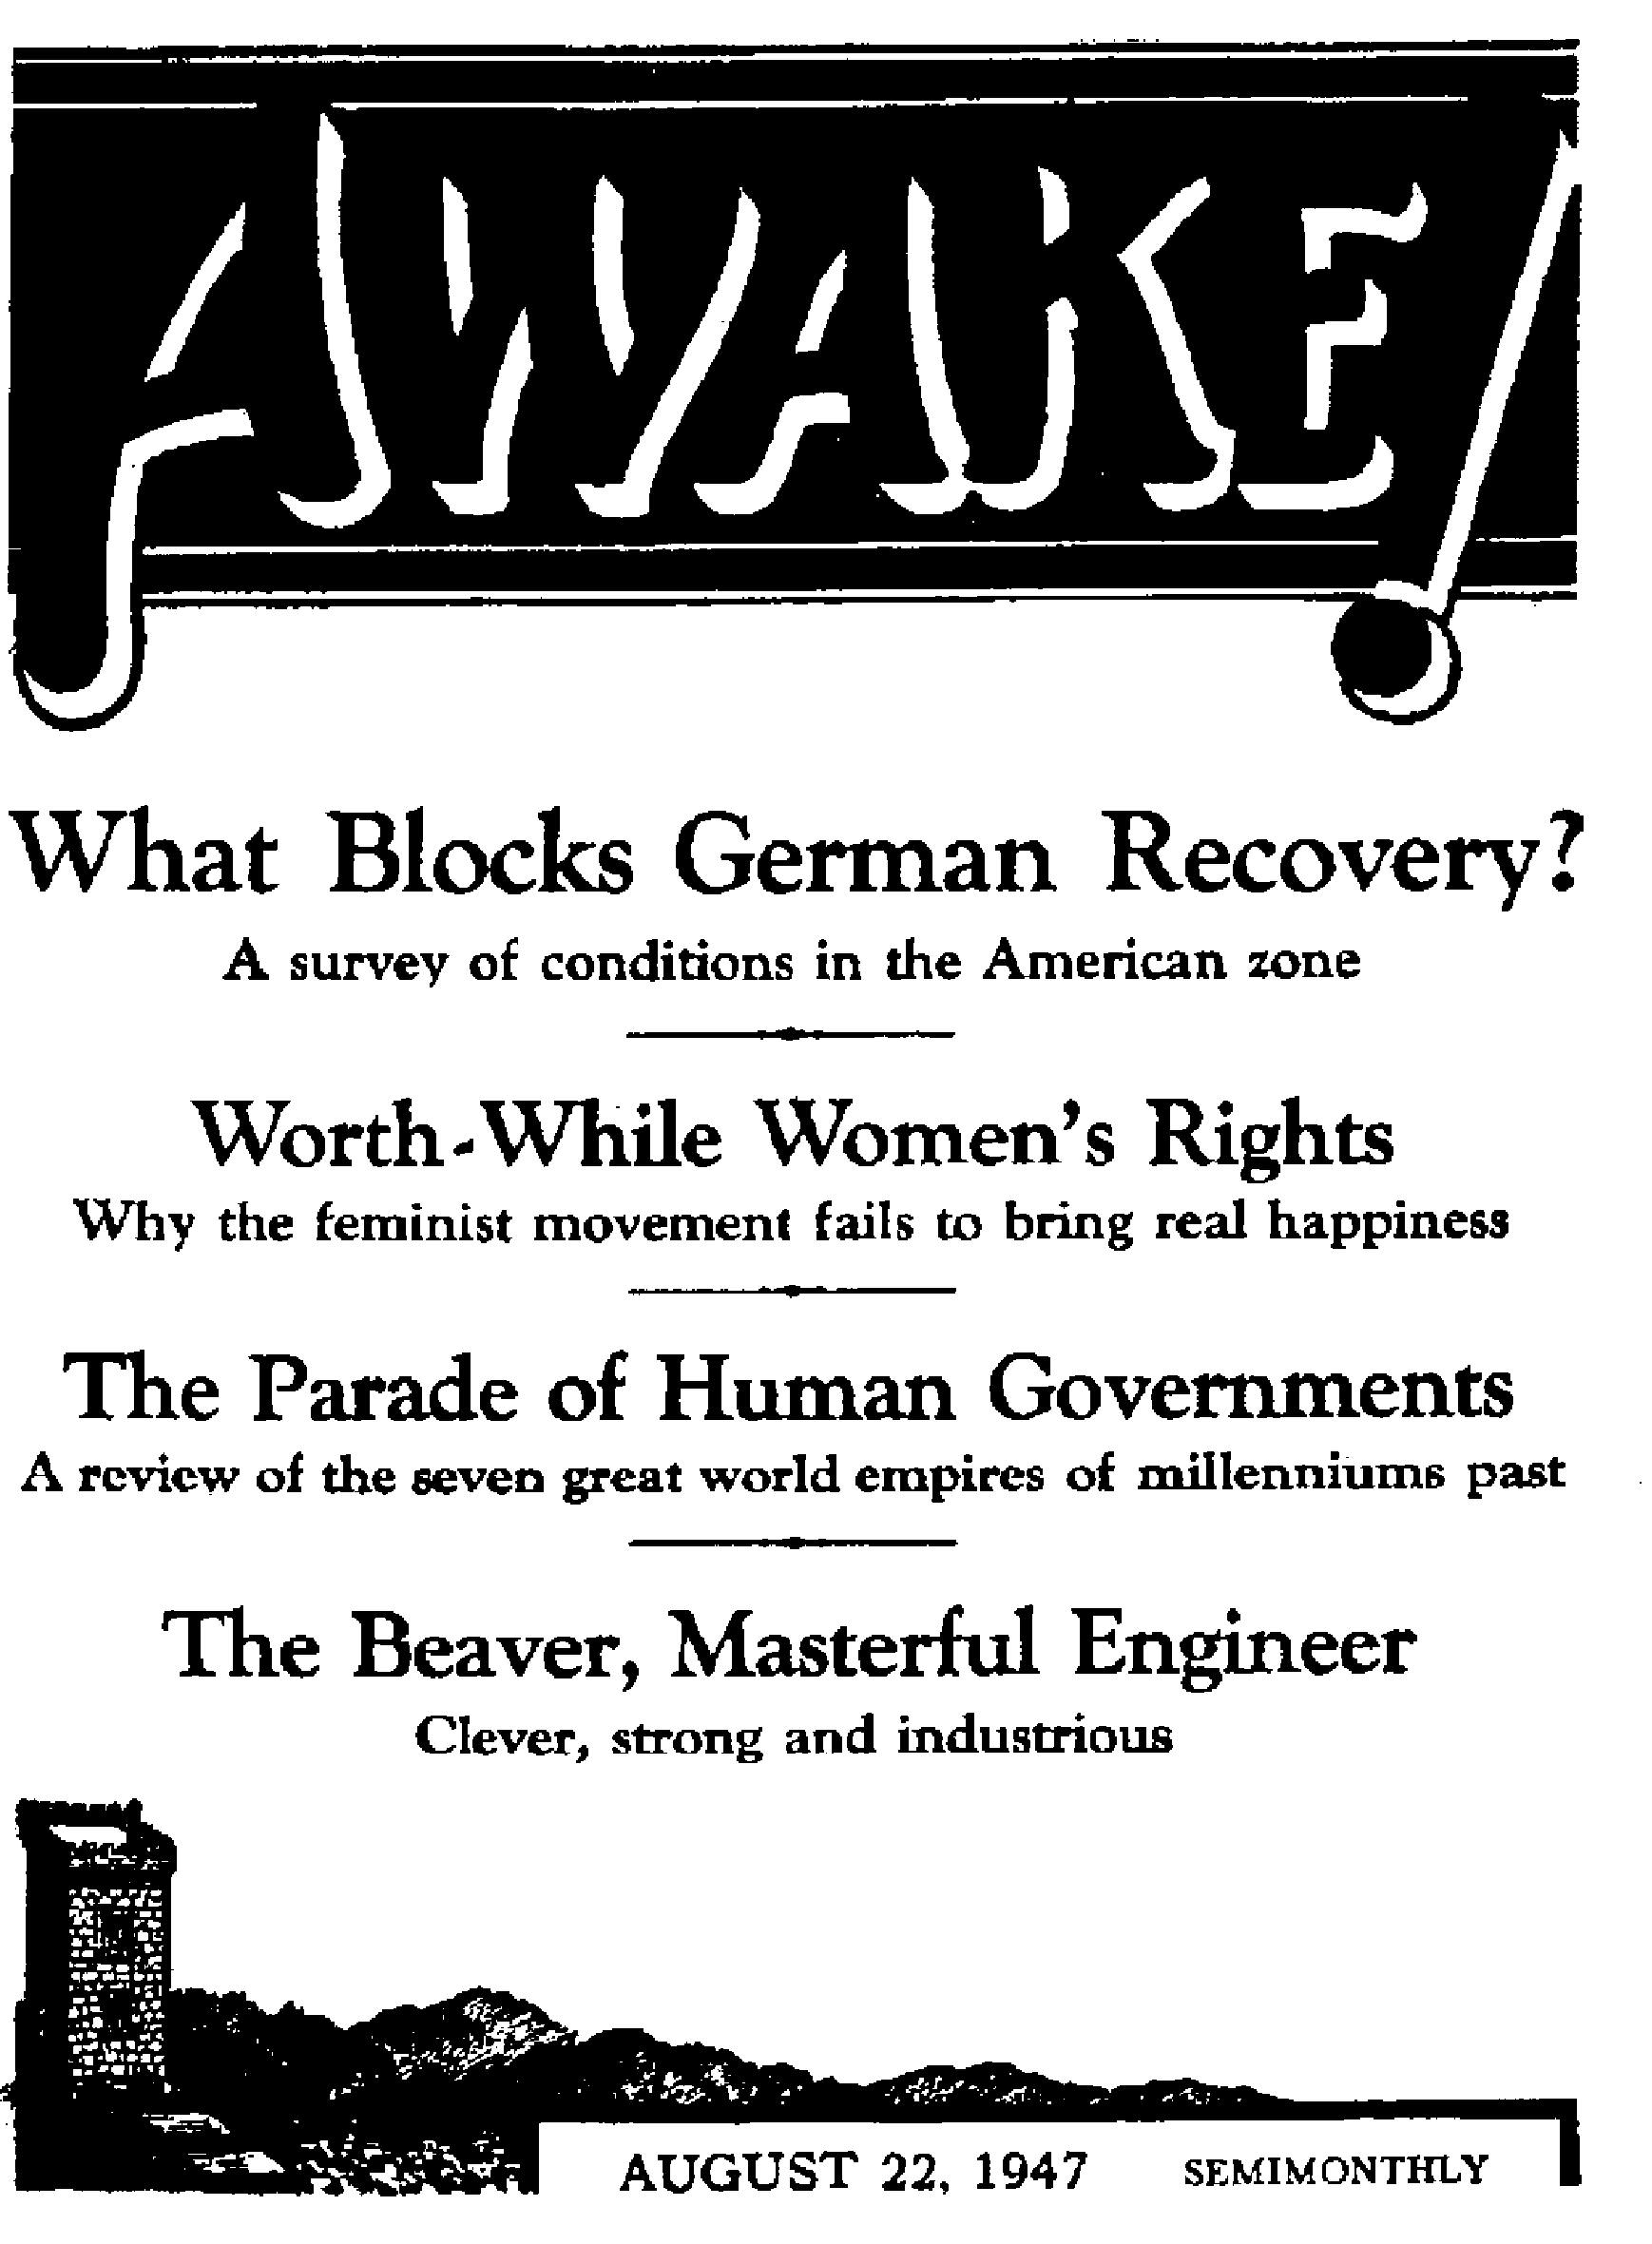 AWAKE!
What Blocks German Recovery?
A survey of conditions in the American zone
Worth-While Women's Rights
Why the feminist movement fails to bring real happiness
The Parade of Human Governments
A review of the seven great world empires of millenniums past
The Beaver, Masterful Engineer
Clever, strong and industrious
AUGUST 22, 1947 SEMIMONTHLY